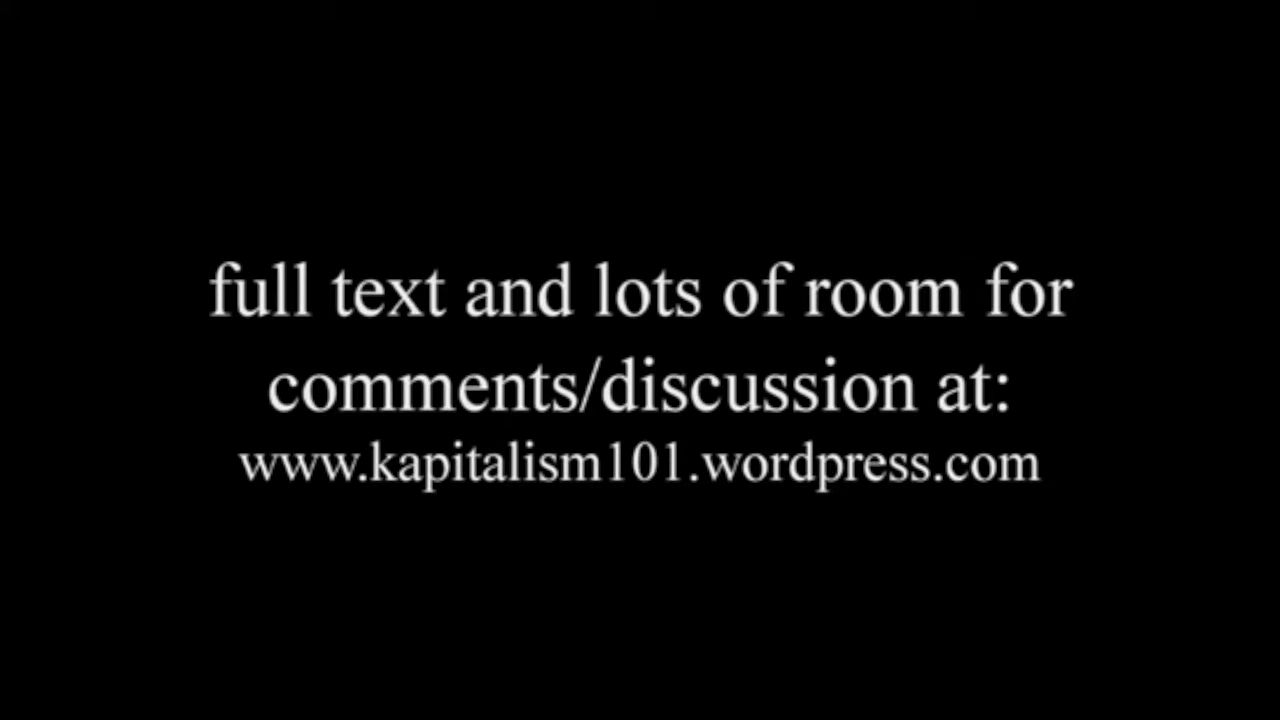 full text and lots of room for
comments/discussion at:
www.kapitalism101.wordpress.com